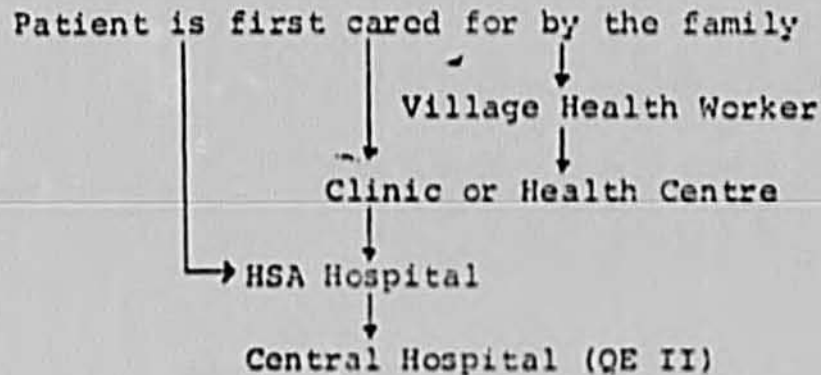 Patient is first cared for by the family
Village Health Worker
Clinic or Health Centre
HSA Hospital
Central Hospital (QE II)